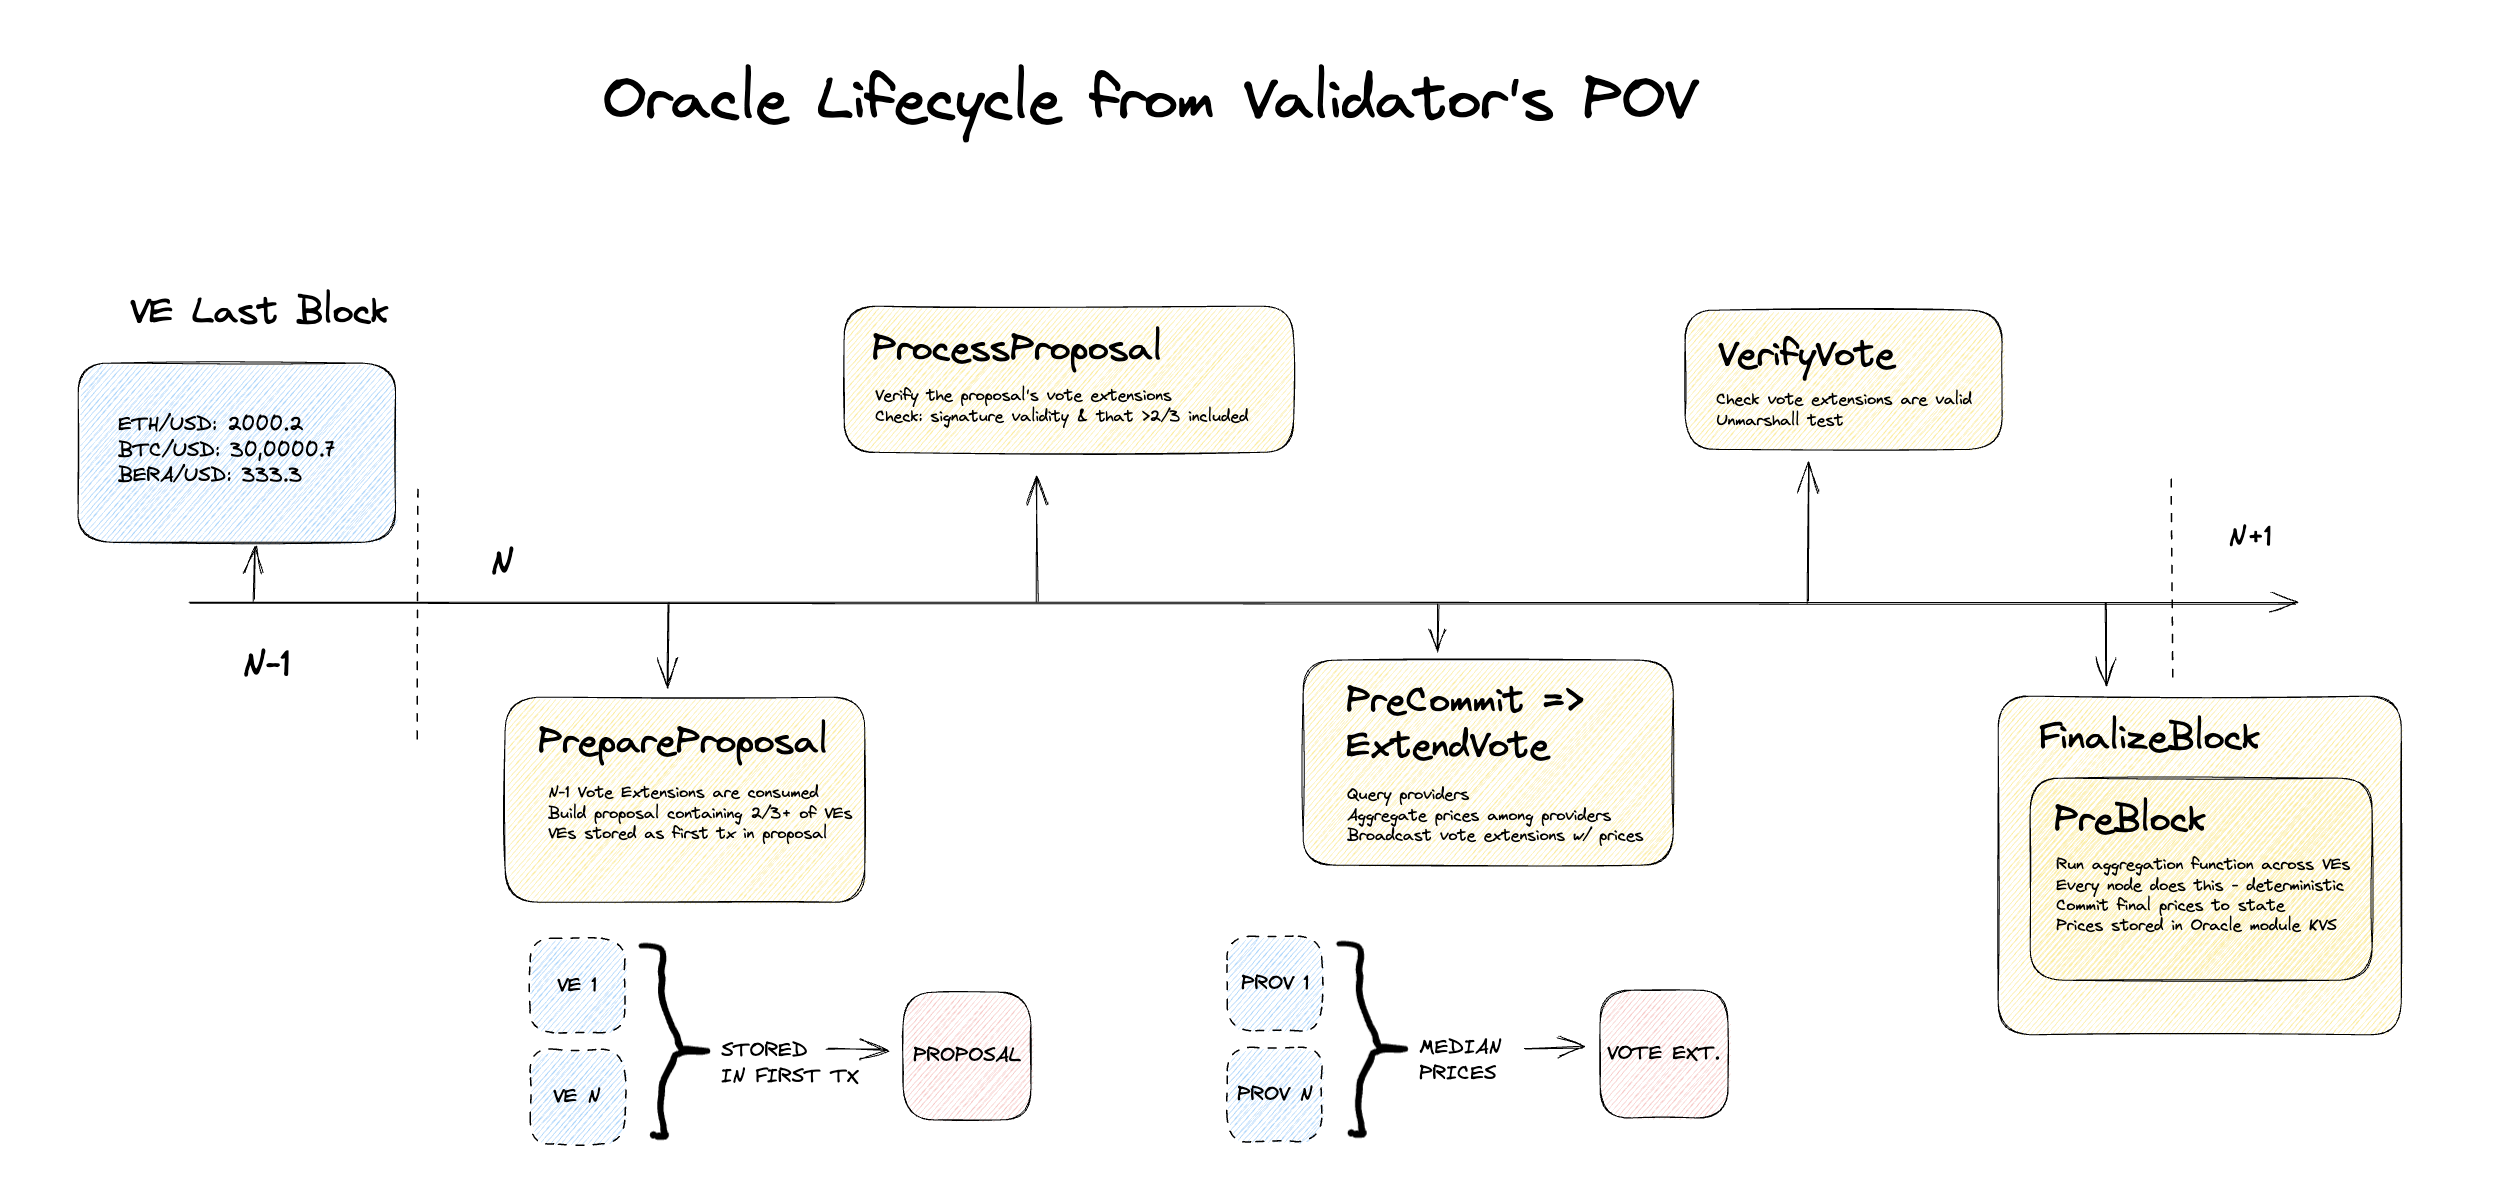 Oracle Lifecycle from Validator's POV
VE Last Block
ETH/USD: 2000.2
BTC/USD: 30,0000.7
BERA/USD: 333.3
N-1
N
PrepareProposal
N-1 Vote Extensions are consumed
Build proposal containing 2/3+ of VEs
VEs stored as first tx in proposal
VE 1
VE N
STORED
IN FIRST TX
PROPOSAL
ProcessProposal
Verify the proposal's vote extensions
Check: signature validity & that >2/3 included
PreCommit =>
ExtendVote
Query providers
Aggregate prices among providers
Broadcast vote extensions w/ prices
PROV 1
PROV N
MEDIAN
PRICES
VOTE EXT.
VerifyVote
Check vote extensions are valid
Unmarshall test
N+1
FinalizeBlock
PreBlock
Run aggregation function across VEs
Every node does this - deterministic
Commit final prices to state
Prices stored in Oracle module KVS